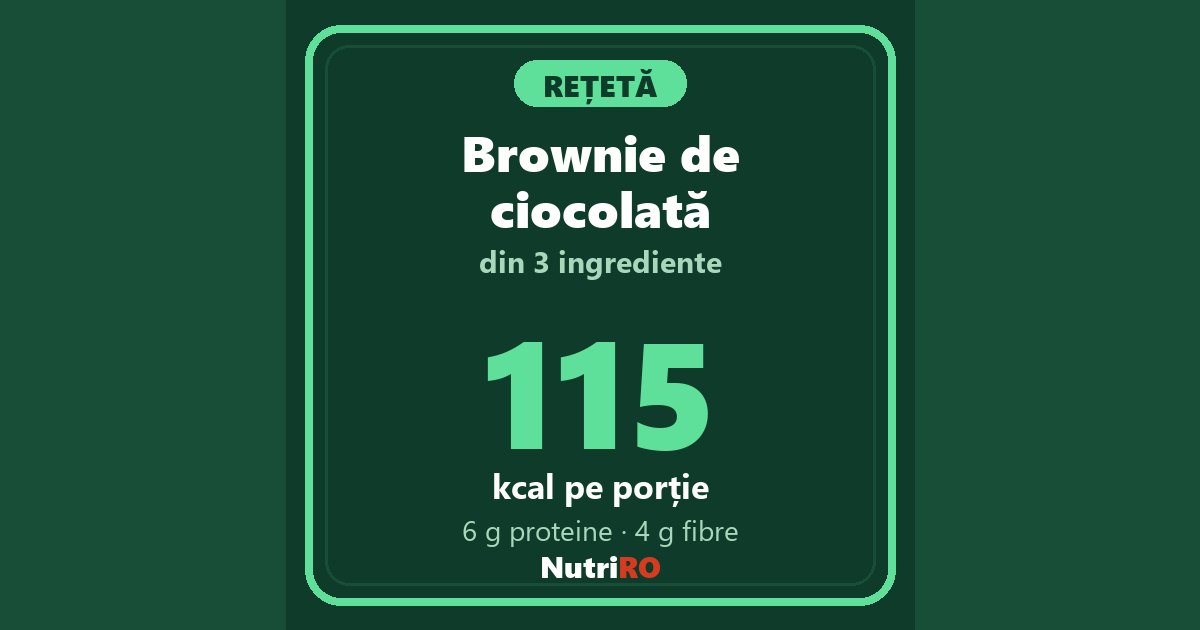 REȚETĂ
Brownie de
ciocolată
din 3 ingrediente
115
kcal pe porție
6 g proteine · 4 g fibre
NutriRO